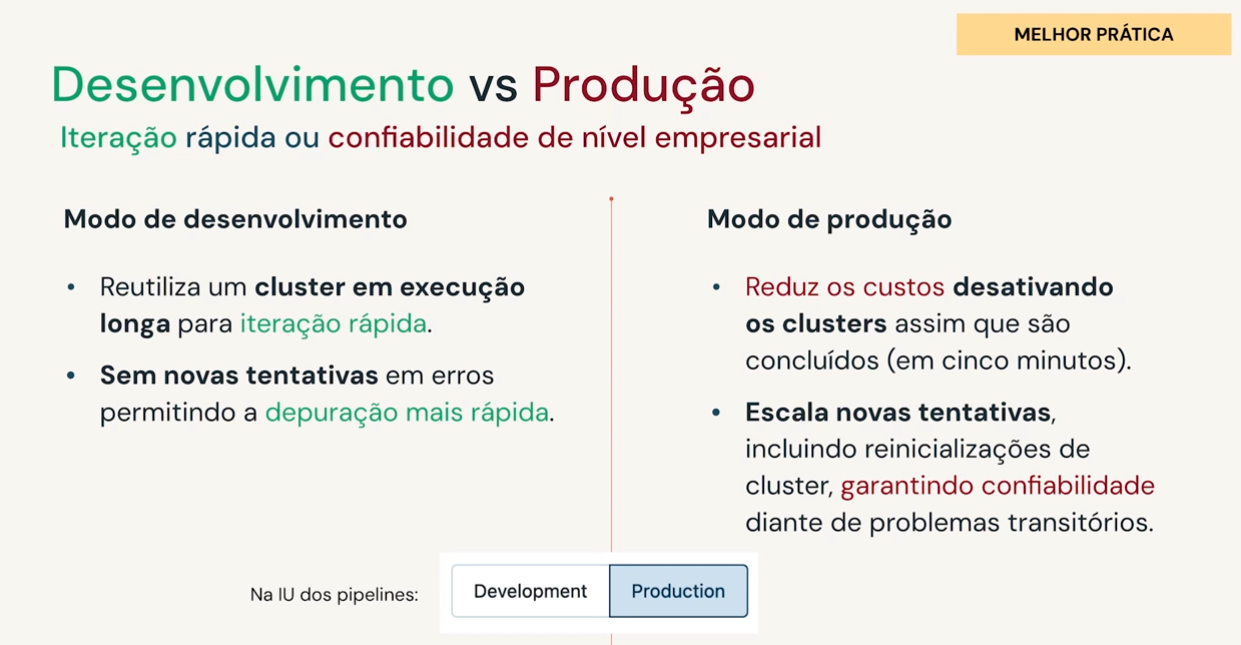 MELHOR PRÁTICA
Desenvolvimento vs Produção
Iteração rápida ou confiabilidade de nível empresarial
Modo de desenvolvimento
• Reutiliza um cluster em execução
longa para iteração rápida.
• Sem novas tentativas em erros
permitindo a depuração mais rápida.
Modo de produção
• Reduz os custos desativando
os clusters assim que são
concluídos (em cinco minutos).
• Escala novas tentativas,
incluindo reinicializações de
cluster, garantindo confiabilidade
diante de problemas transitórios.
Na IU dos pipelines:
Development
Production